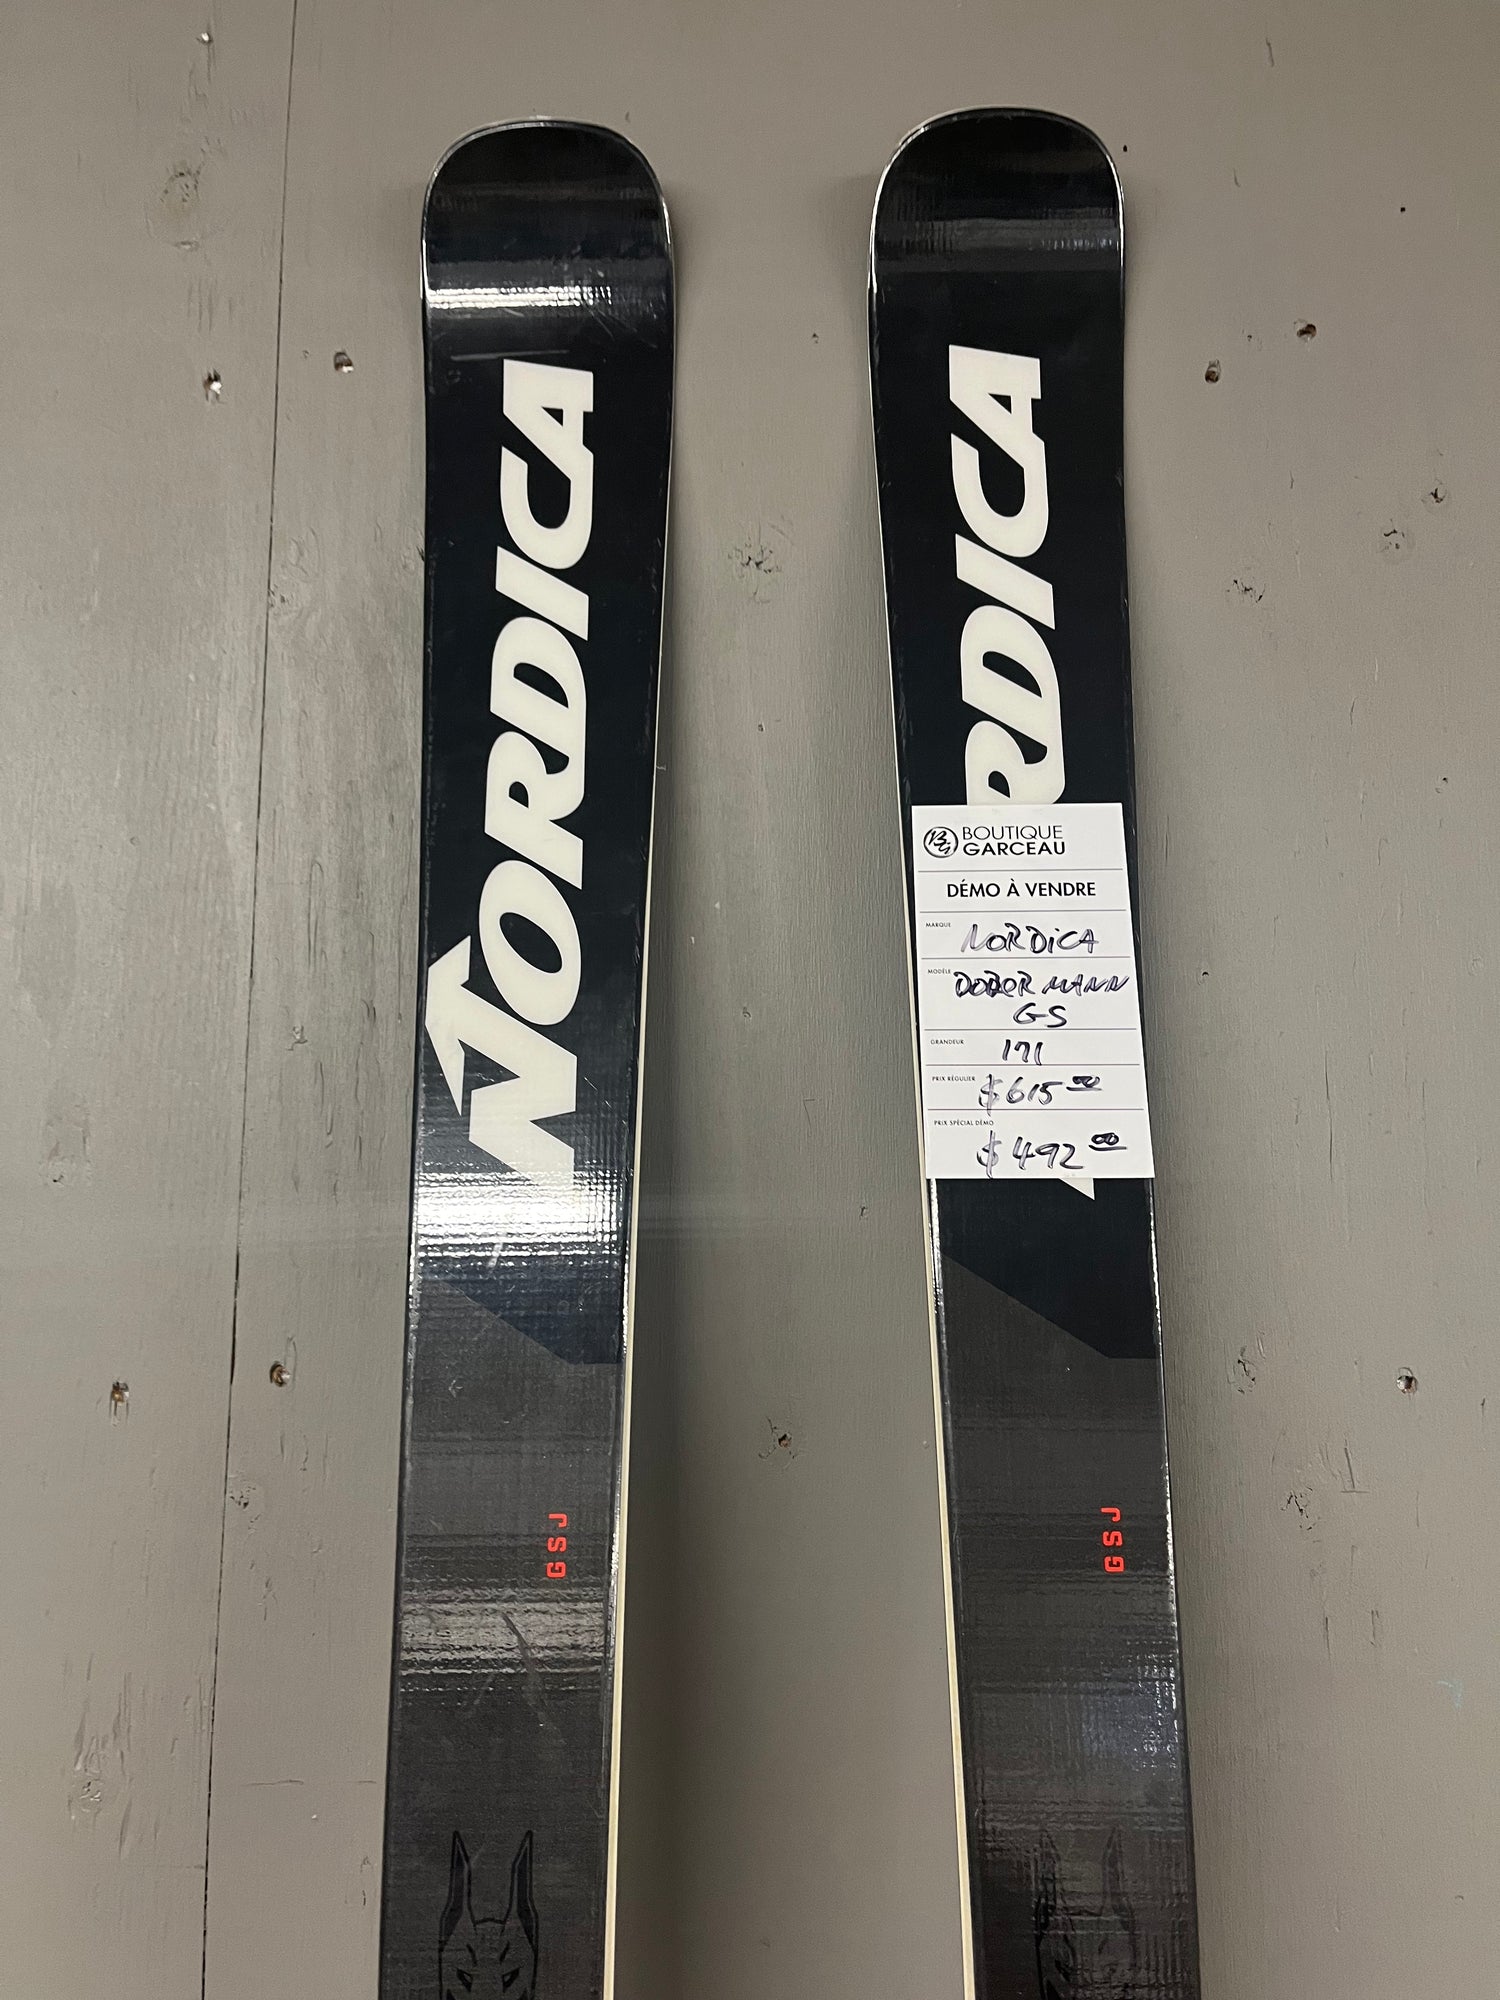 NORDICA
GSJ
RDICA
BG BOUTIQUE
GARCEAU
DÉMO À VENDRE
MARQUE NORDICA
MODÈLE DOBERMANN
GS
GRANDEUR 171
PRIX RÉGULIER $615.00
PRIX SPÉCIAL DÉMO
$492.00
GSJ